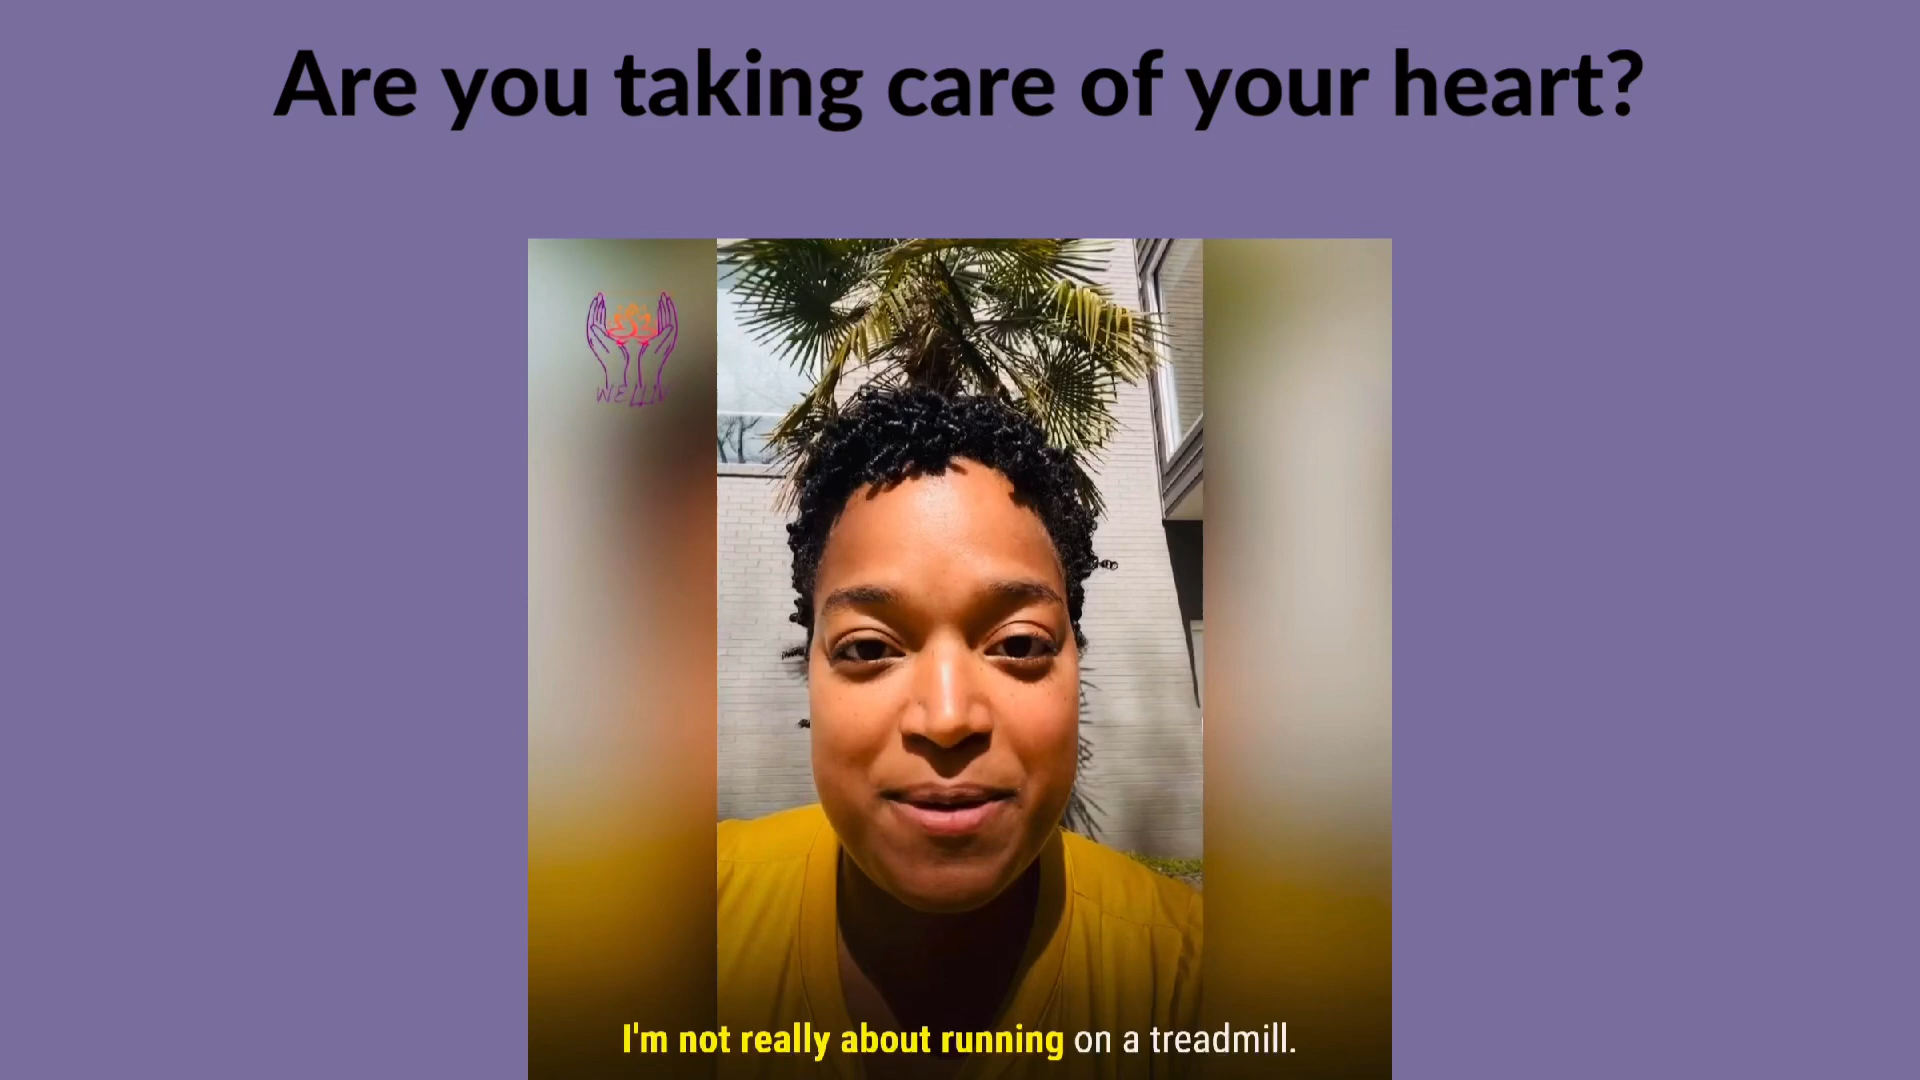 Are you taking care of your heart?
I'm not really about running on a treadmill.